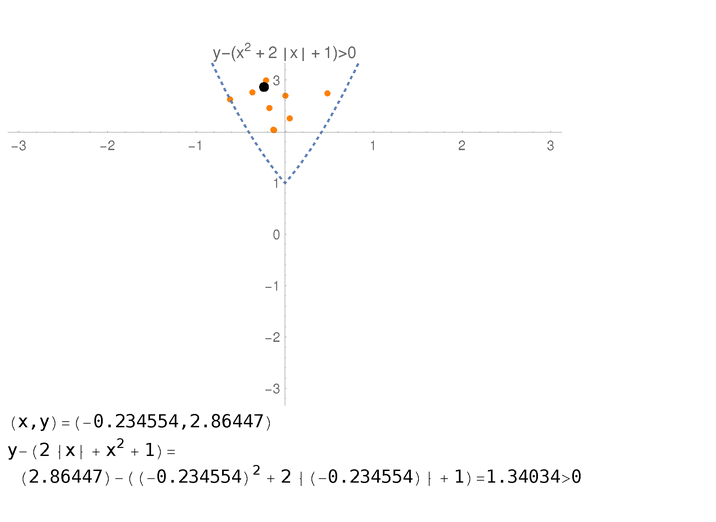 y−(x² + 2 |x| + 1)>0
3
−3 −2 −1 1 2 3
1
0
−1
−2
−3
(x,y)=(−0.234554,2.86447)
y−(2 |x| + x² + 1)=
(2.86447)−((−0.234554)² + 2 |(−0.234554)| + 1)=1.34034>0